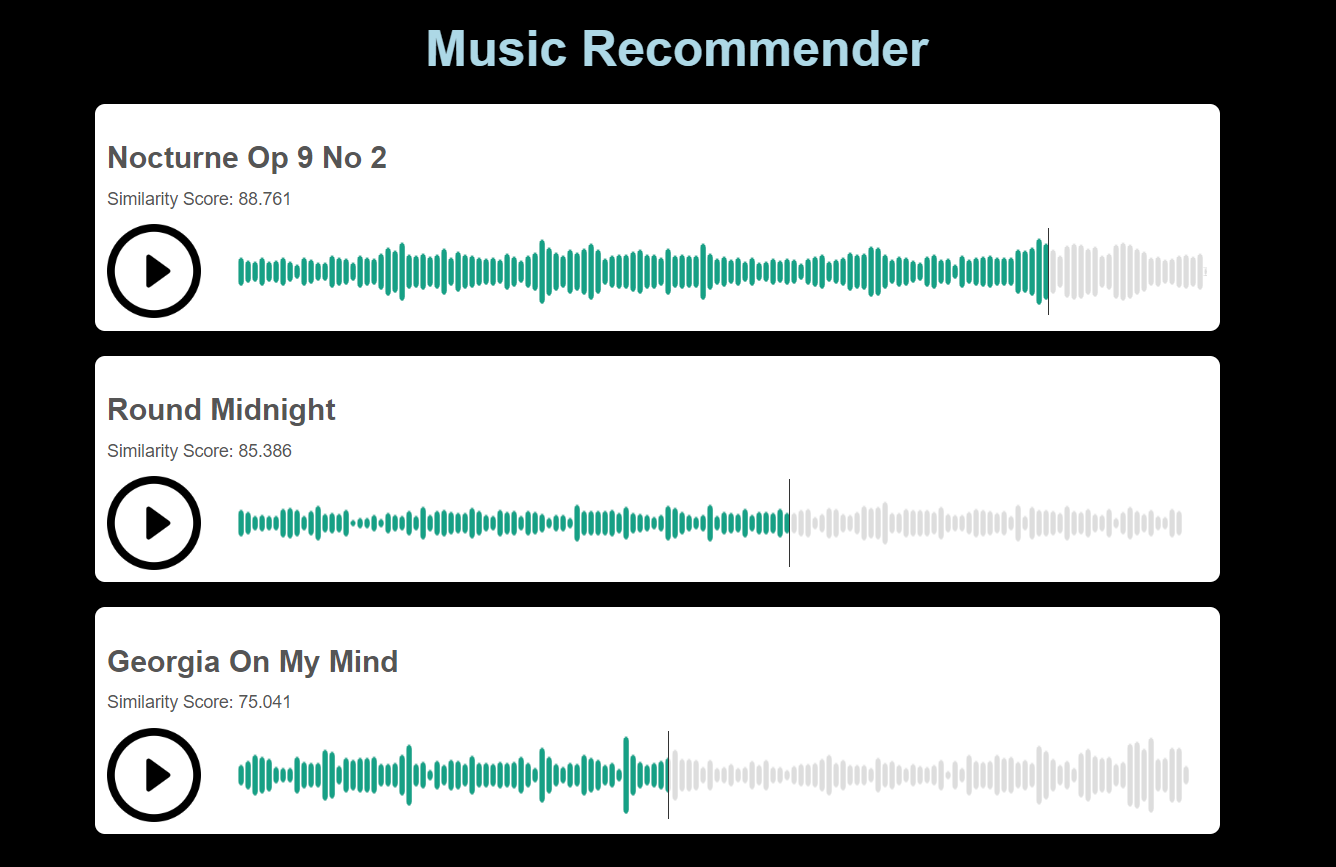 Music Recommender
Nocturne Op 9 No 2
Similarity Score: 88.761
Round Midnight
Similarity Score: 85.386
Georgia On My Mind
Similarity Score: 75.041